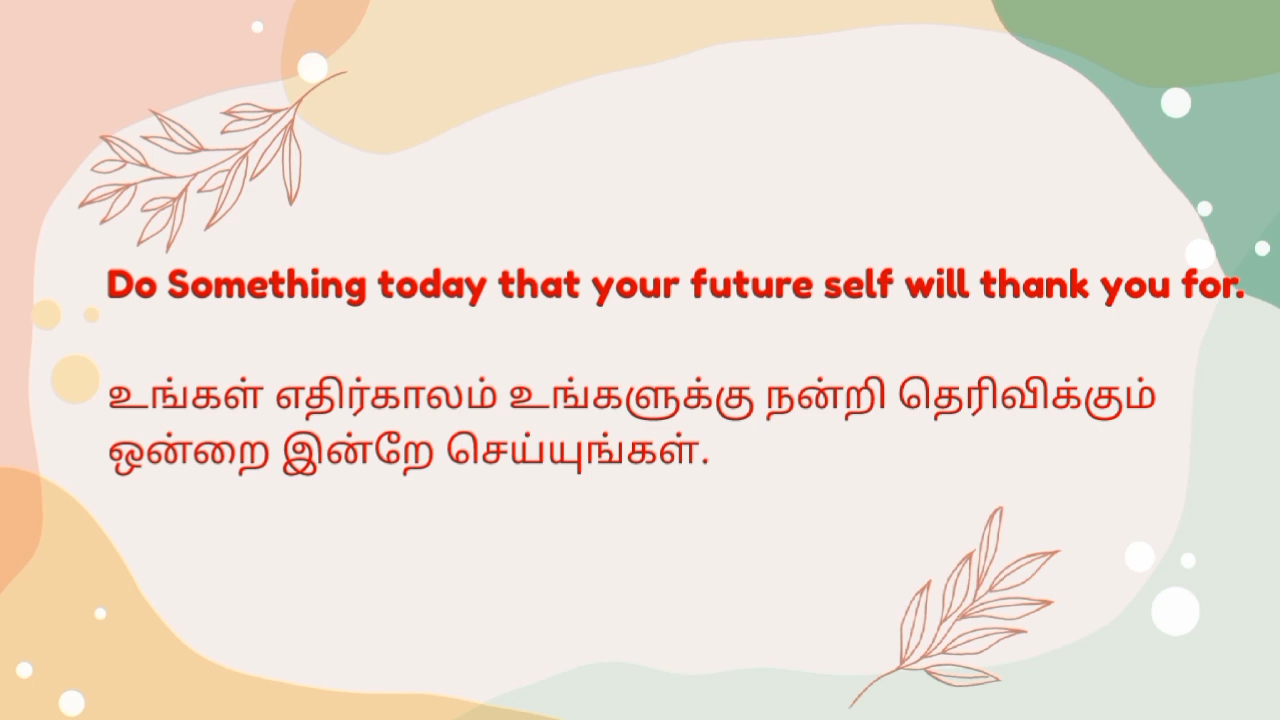 Do Something today that your future self will thank you for.
உங்கள் எதிர்காலம் உங்களுக்கு நன்றி தெரிவிக்கும்
ஒன்றை இன்றே செய்யுங்கள்.